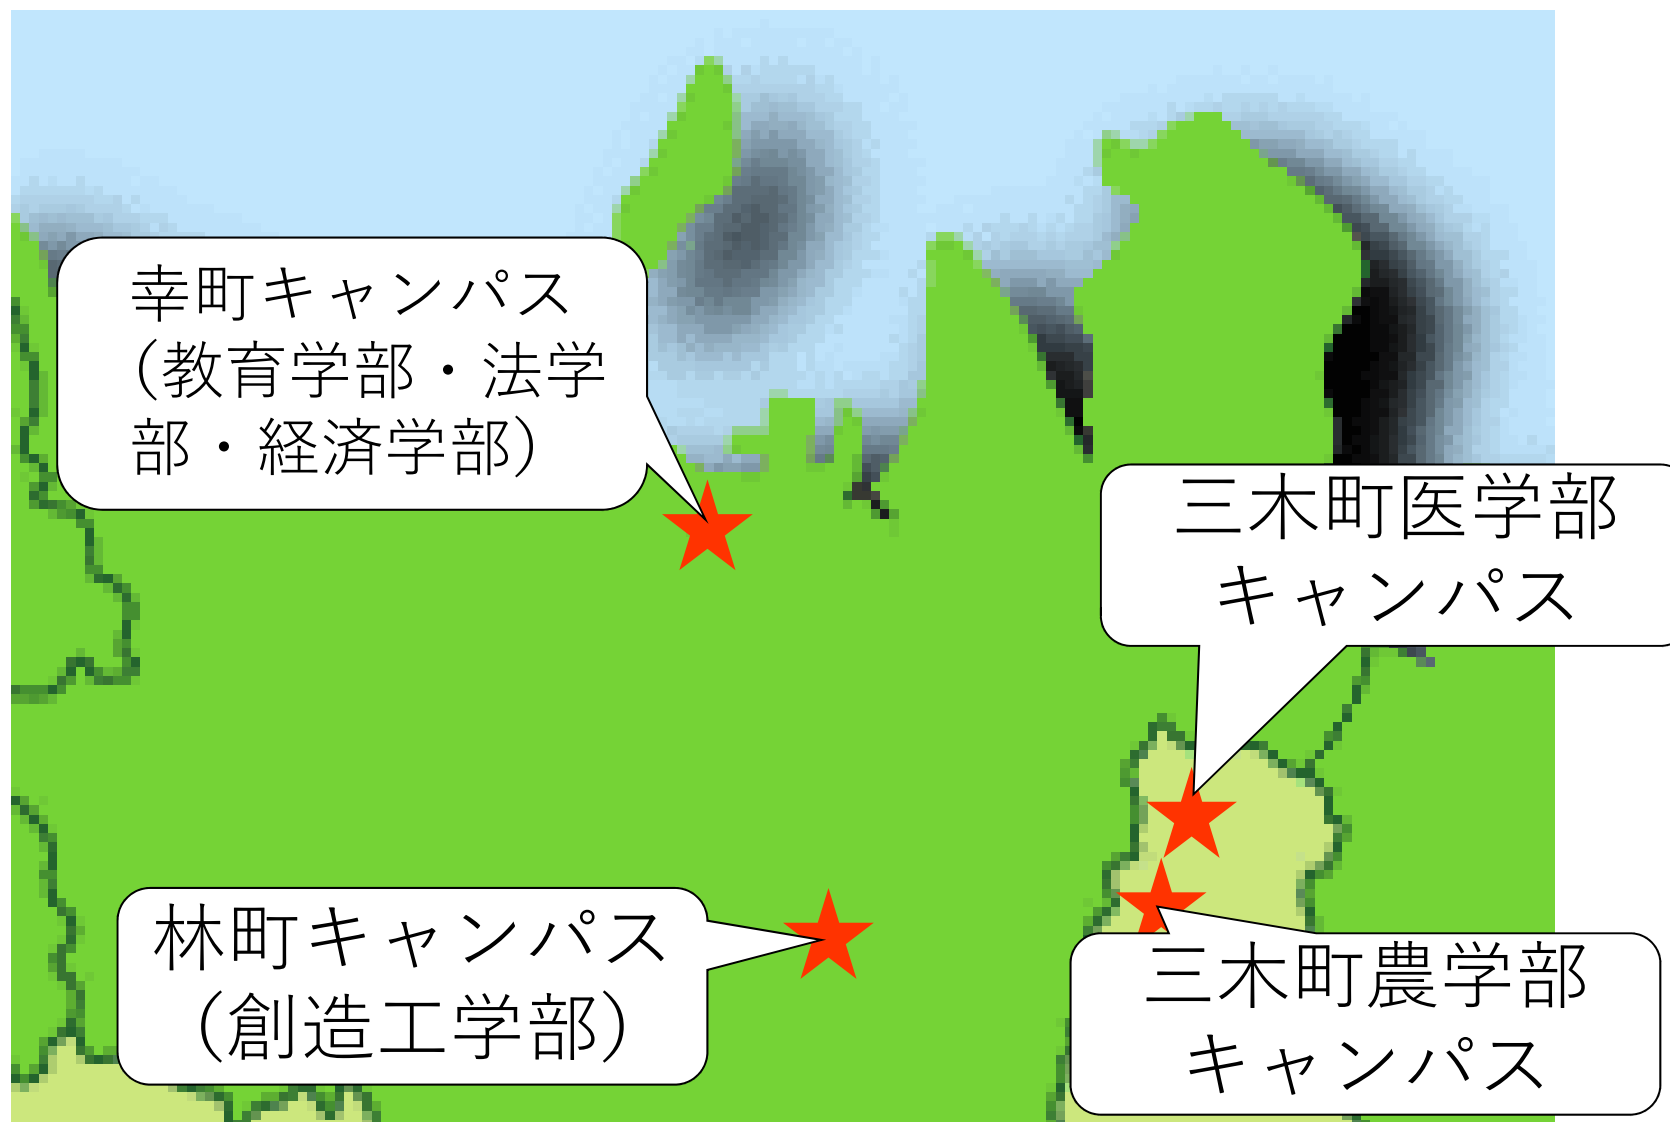 幸町キャンパス
（教育学部・法学
部・経済学部）
三木町医学部
キャンパス
林町キャンパス
（創造工学部）
三木町農学部
キャンパス